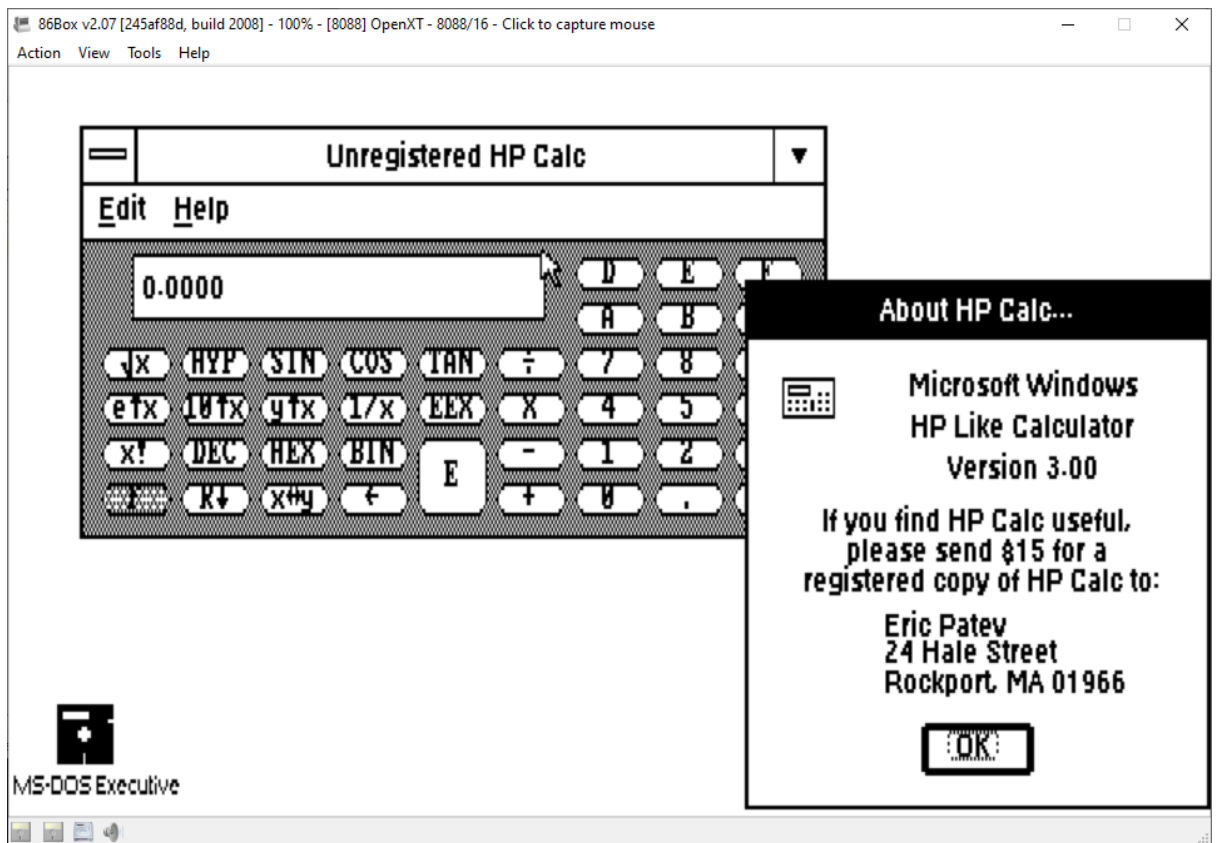 86Box v2.07 [245af88d, build 2008] - 100% - [8088] OpenXT - 8088/16 - Click to capture mouse
Action View Tools Help
Unregistered HP Calc
Edit Help
0.0000
D E F
A B
√x HYP SIN COS TAN ÷ 7 8
e↑x 10↑x y↑x 1/x EEX X 4 5
x! DEC HEX BIN E - 1 2
R↓ x↔y ← + 0 .
About HP Calc...
Microsoft Windows
HP Like Calculator
Version 3.00
If you find HP Calc useful,
please send $15 for a
registered copy of HP Calc to:
Eric Patev
24 Hale Street
Rockport, MA 01966
OK
MS-DOS Executive